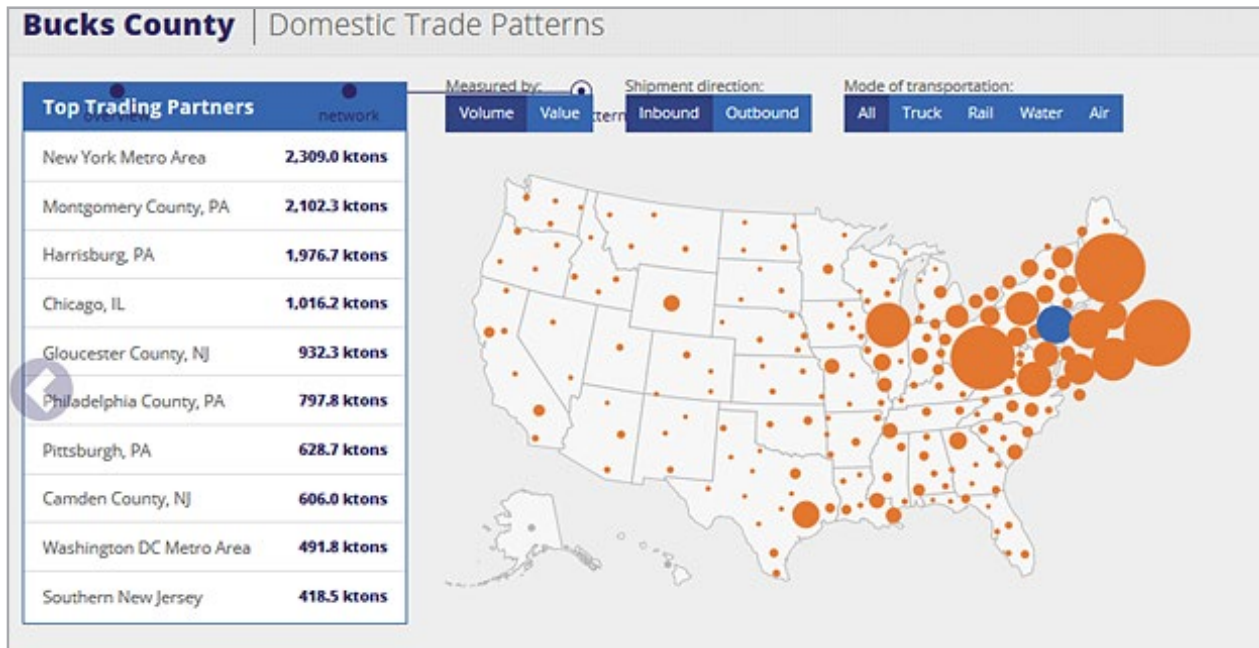 Bucks County | Domestic Trade Patterns
Measured by: Shipment direction: Mode of transportation:
Top Trading Partners
overview network
Volume Value Inbound Outbound All Truck Rail Water Air
New York Metro Area 2,309.0 ktons
Montgomery County, PA 2,102.3 ktons
Harrisburg, PA 1,976.7 ktons
Chicago, IL 1,016.2 ktons
Gloucester County, NJ 932.3 ktons
Philadelphia County, PA 797.8 ktons
Pittsburgh, PA 628.7 ktons
Camden County, NJ 606.0 ktons
Washington DC Metro Area 491.8 ktons
Southern New Jersey 418.5 ktons